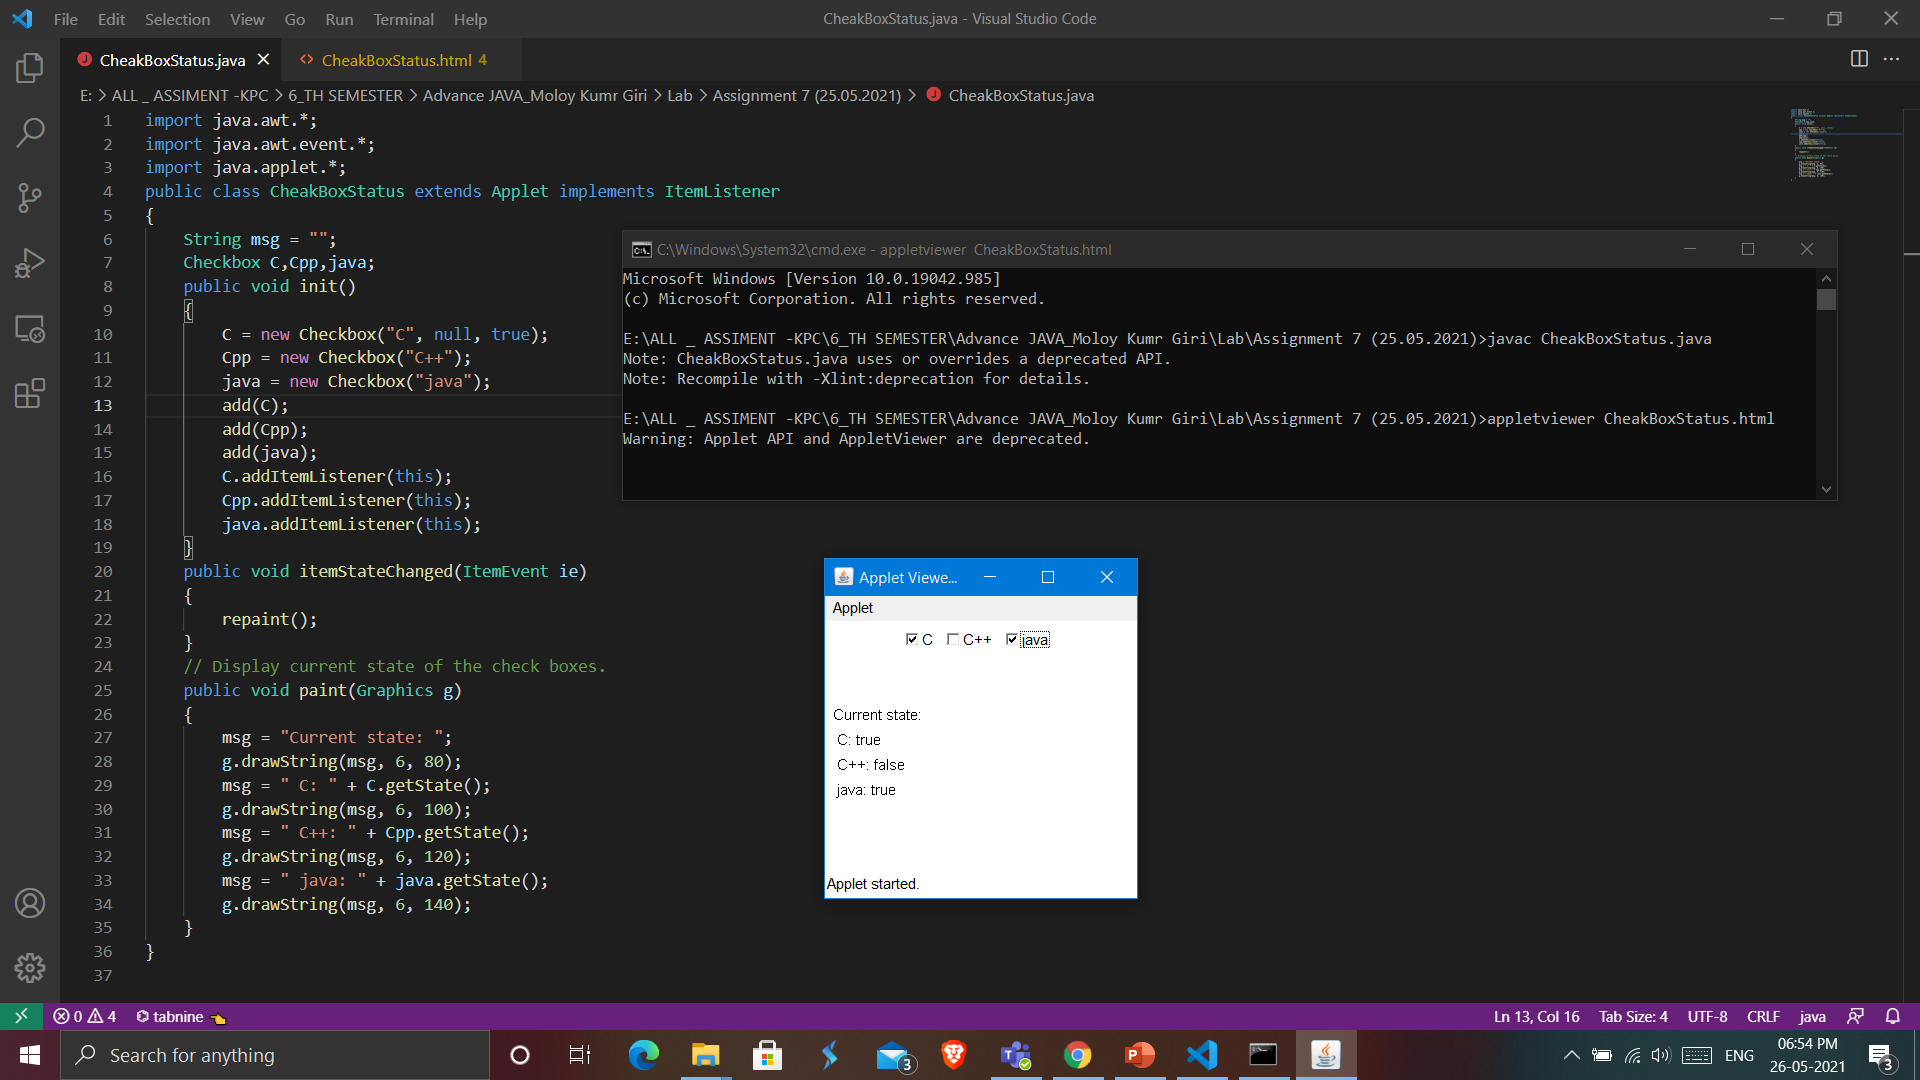 File Edit Selection View Go Run Terminal Help
CheakBoxStatus.java - Visual Studio Code
CheakBoxStatus.java
CheakBoxStatus.html 4
E: > ALL _ ASSIMENT -KPC > 6_TH SEMESTER > Advance JAVA_Moloy Kumr Giri > Lab > Assignment 7 (25.05.2021) > CheakBoxStatus.java
1 import java.awt.*;
2 import java.awt.event.*;
3 import java.applet.*;
4 public class CheakBoxStatus extends Applet implements ItemListener
5 {
6 String msg = "";
7 Checkbox C,Cpp,java;
8 public void init()
9 {
10 C = new Checkbox("C", null, true);
11 Cpp = new Checkbox("C++");
12 java = new Checkbox("java");
13 add(C);
14 add(Cpp);
15 add(java);
16 C.addItemListener(this);
17 Cpp.addItemListener(this);
18 java.addItemListener(this);
19 }
20 public void itemStateChanged(ItemEvent ie)
21 {
22 repaint();
23 }
24 // Display current state of the check boxes.
25 public void paint(Graphics g)
26 {
27 msg = "Current state: ";
28 g.drawString(msg, 6, 80);
29 msg = " C: " + C.getState();
30 g.drawString(msg, 6, 100);
31 msg = " C++: " + Cpp.getState();
32 g.drawString(msg, 6, 120);
33 msg = " java: " + java.getState();
34 g.drawString(msg, 6, 140);
35 }
36 }
37
C:\Windows\System32\cmd.exe - appletviewer CheakBoxStatus.html
Microsoft Windows [Version 10.0.19042.985]
(c) Microsoft Corporation. All rights reserved.
E:\ALL _ ASSIMENT -KPC\6_TH SEMESTER\Advance JAVA_Moloy Kumr Giri\Lab\Assignment 7 (25.05.2021)>javac CheakBoxStatus.java
Note: CheakBoxStatus.java uses or overrides a deprecated API.
Note: Recompile with -Xlint:deprecation for details.
E:\ALL _ ASSIMENT -KPC\6_TH SEMESTER\Advance JAVA_Moloy Kumr Giri\Lab\Assignment 7 (25.05.2021)>appletviewer CheakBoxStatus.html
Warning: Applet API and AppletViewer are deprecated.
Applet Viewe...
Applet
C C++ java
Current state:
C: true
C++: false
java: true
Applet started.
0 4 tabnine
Ln 13, Col 16 Tab Size: 4 UTF-8 CRLF java
Search for anything
3
ENG
06:54 PM
26-05-2021
3